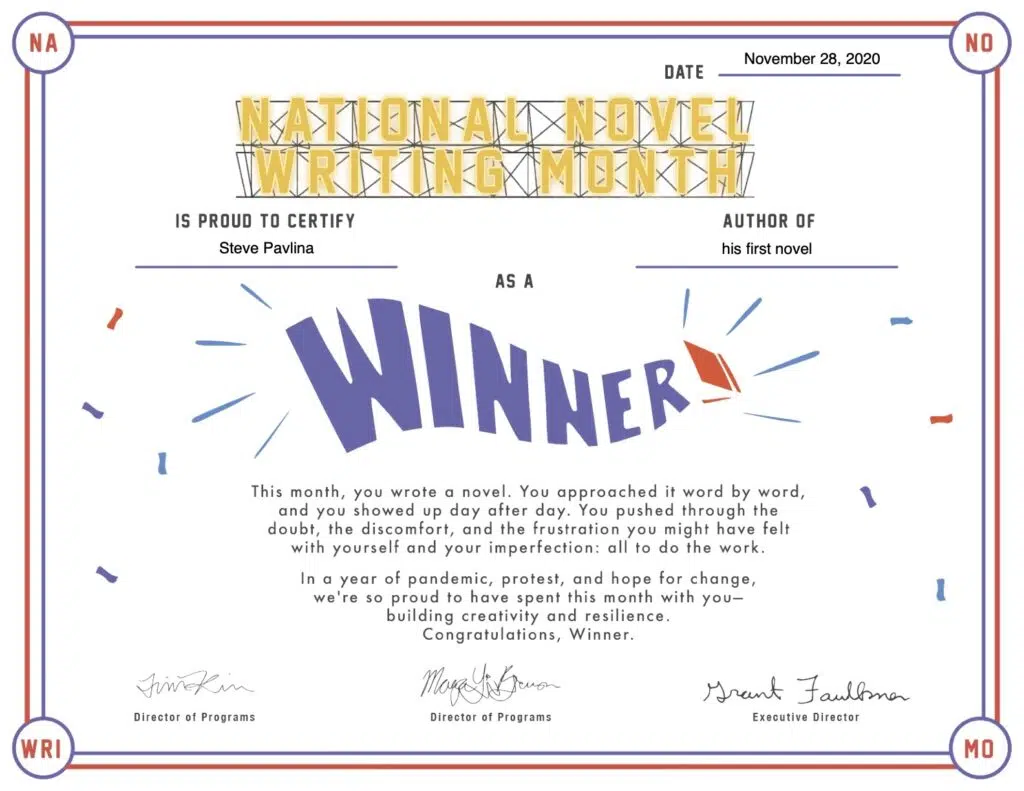 NA
NO
DATE November 28, 2020
NATIONAL NOVEL
WRITING MONTH
IS PROUD TO CERTIFY
Steve Pavlina
AUTHOR OF
his first novel
AS A
WINNER
This month, you wrote a novel. You approached it word by word,
and you showed up day after day. You pushed through the
doubt, the discomfort, and the frustration you might have felt
with yourself and your imperfection: all to do the work.
In a year of pandemic, protest, and hope for change,
we're so proud to have spent this month with you—
building creativity and resilience.
Congratulations, Winner.
Grant Faulkner
Director of Programs
Director of Programs
Executive Director
WRI
MO